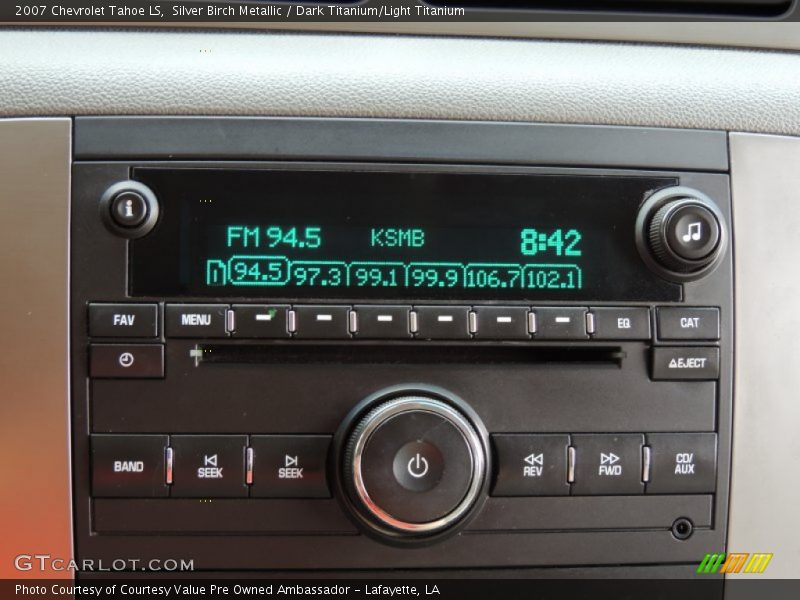 2007 Chevrolet Tahoe LS,  Silver Birch Metallic / Dark Titanium/Light Titanium
i
FM 94.5 KSMB 8:42
1 94.5 97.3 99.1 99.9 106.7 102.1
FAV MENU EQ CAT
EJECT
BAND SEEK SEEK REV FWD CD/
AUX
GTCARLOT.COM
Photo Courtesy of Courtesy Value Pre Owned Ambassador - Lafayette, LA